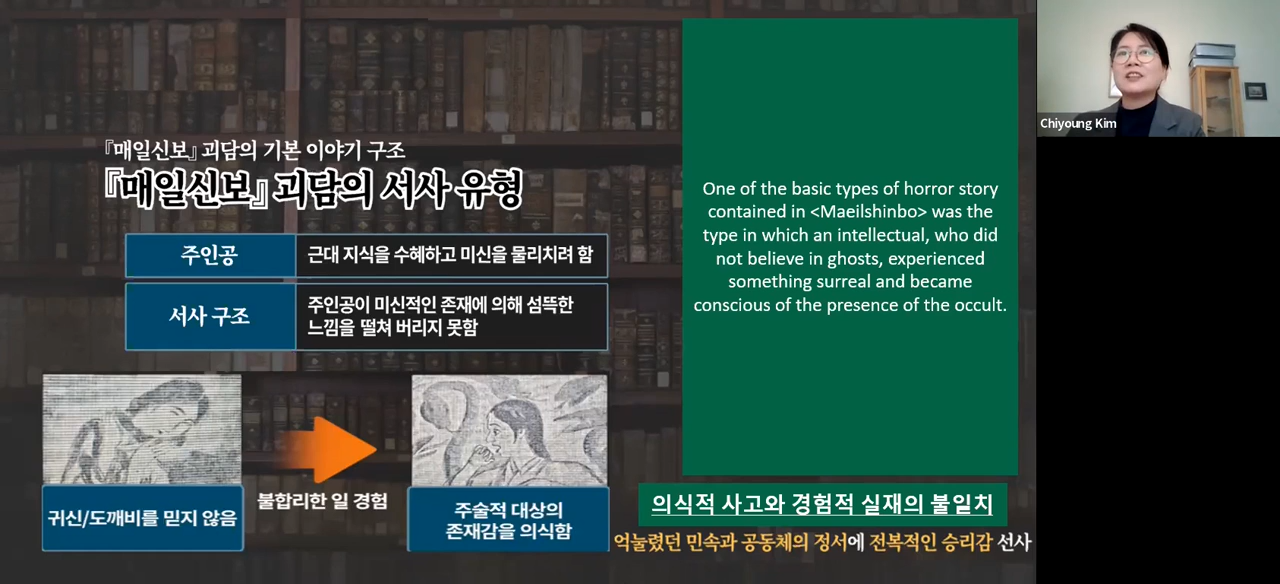 『매일신보』 괴담의 기본 이야기 구조
『매일신보』 괴담의 서사 유형
주인공
근대 지식을 수혜하고 미신을 물리치려 함
서사 구조
주인공이 미신적인 존재에 의해 섬뜩한
느낌을 떨쳐 버리지 못함
귀신/도깨비를 믿지 않음
불합리한 일 경험
주술적 대상의
존재감을 의식함
One of the basic types of horror story
contained in <Maeilshinbo> was the
type in which an intellectual, who did
not believe in ghosts, experienced
something surreal and became
conscious of the presence of the occult.
의식적 사고와 경험적 실재의 불일치
억눌렸던 민속과 공동체의 정서에 전복적인 승리감 선사
Chiyoung Kim